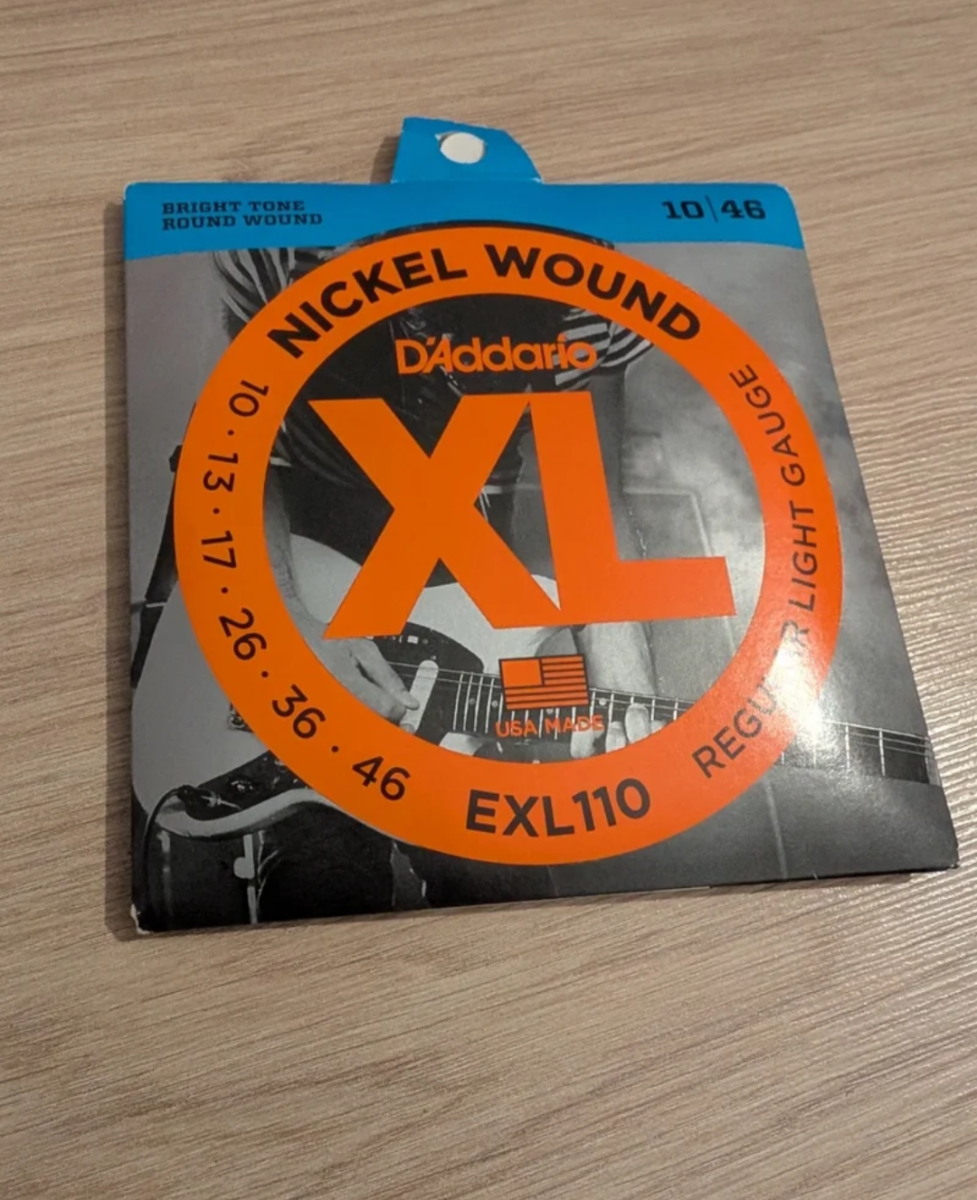 BRIGHT TONE
ROUND WOUND
10|46
NICKEL WOUND
D'Addario
XL
10 · 13 · 17 · 26 · 36 · 46
USA MADE
EXL110
LIGHT GAUGE